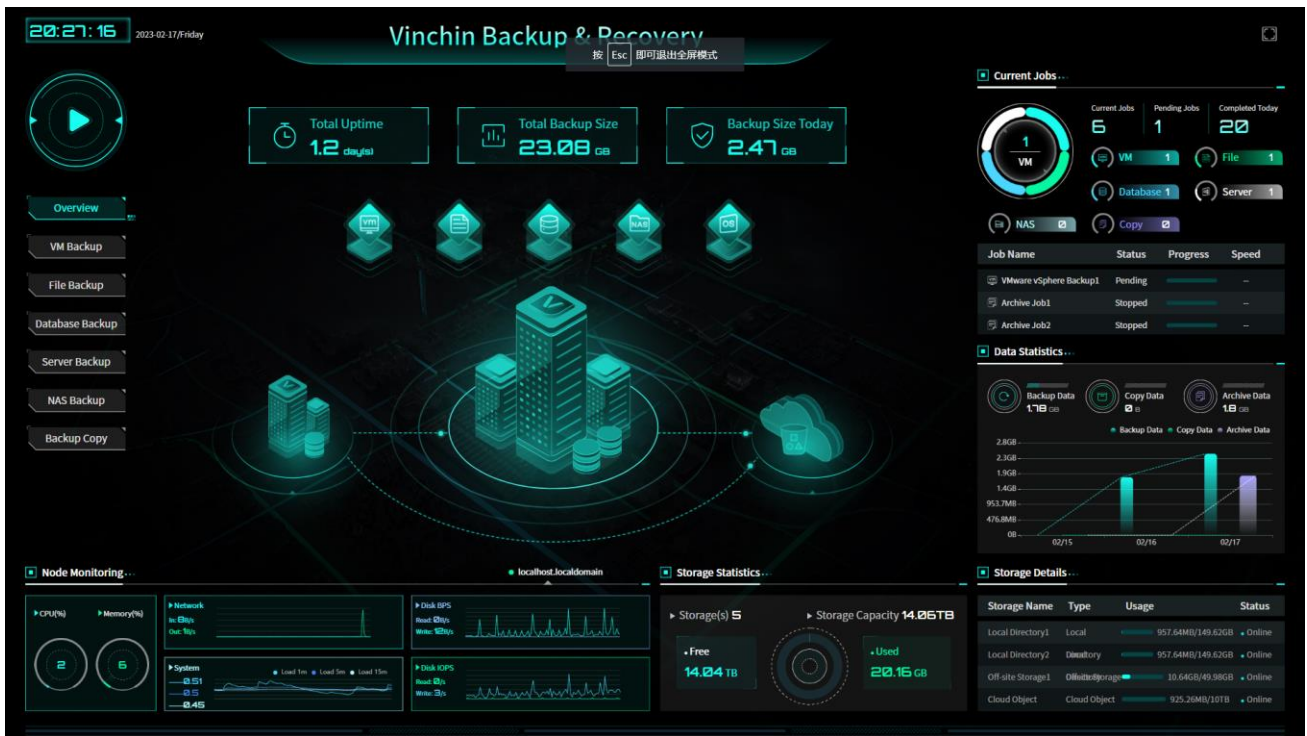 20:27:16 2023-02-17/Friday
Vinchin Backup & Recovery
按 Esc 即可退出全屏模式
Total Uptime
1.2 day(s)
Total Backup Size
23.08 GB
Backup Size Today
2.47 GB
Overview
VM Backup
File Backup
Database Backup
Server Backup
NAS Backup
Backup Copy
vm
NAS
OS
Current Jobs
1
VM
Current Jobs Pending Jobs Completed Today
6 1 20
VM 1 File 1
Database 1 Server 1
NAS 0 Copy 0
Job Name Status Progress Speed
VMware vSphere Backup1 Pending --
Archive Job1 Stopped --
Archive Job2 Stopped --
Data Statistics
Backup Data
1.78 GB
Copy Data
0 B
Archive Data
1.8 GB
Backup Data Copy Data Archive Data
2.8GB
2.3GB
1.9GB
1.4GB
953.7MB
476.8MB
0B
02/15 02/16 02/17
Node Monitoring
localhost.localdomain
CPU(%) Memory(%)
2 6
Network
In: 8B/s
Out: 1B/s
Disk BPS
Read: 0B/s
Write: 12B/s
System
Load 1m Load 5m Load 15m
0.51
0.5
0.45
Disk IOPS
Read: 0/s
Write: 3/s
Storage Statistics
Storage(s) 5 Storage Capacity 14.06TB
Free
14.04 TB
Used
20.16 GB
Storage Details
Storage Name Type Usage Status
Local Directory1 Local 957.64MB/149.62GB Online
Local Directory2 957.64MB/149.62GB Online
Off-site Storage1 10.64GB/49.98GB Online
Cloud Object Cloud Object 925.26MB/10TB Online